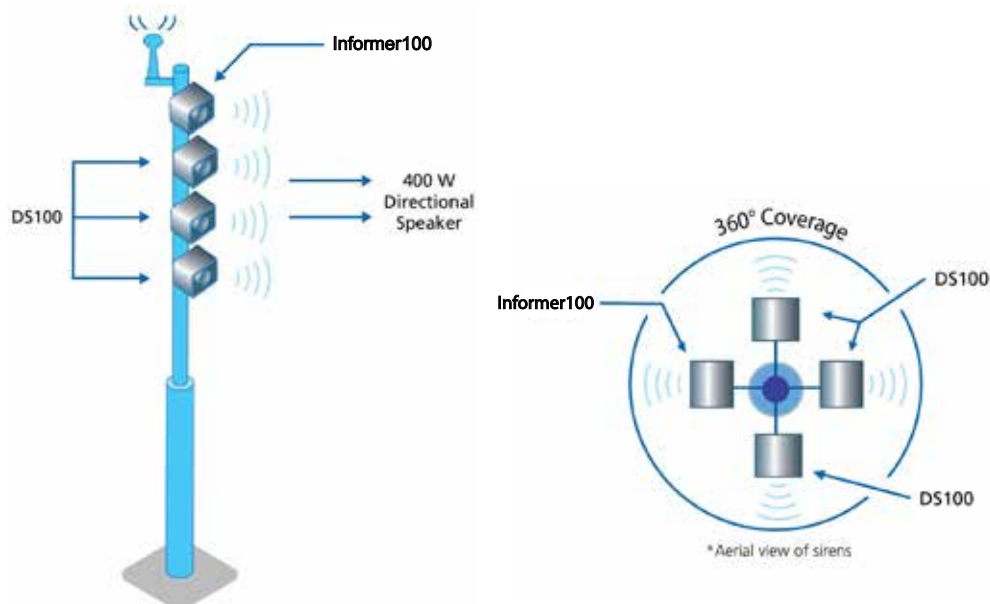 Informer100
DS100
400 W
Directional
Speaker
360° Coverage
Informer100
DS100
DS100
*Aerial view of sirens